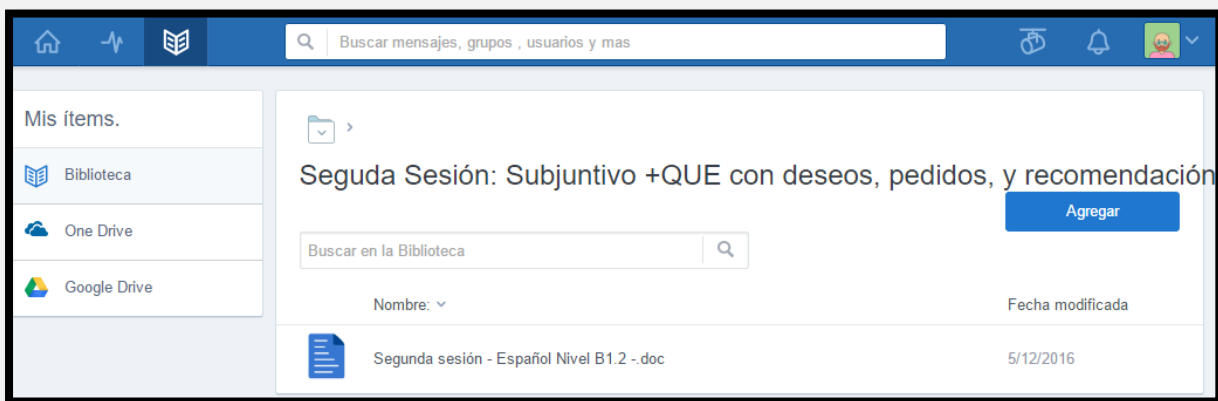 Buscar mensajes, grupos , usuarios y mas
Mis ítems.
Biblioteca
One Drive
Google Drive
Seguda Sesión: Subjuntivo +QUE con deseos, pedidos, y recomendación
Agregar
Buscar en la Biblioteca
Nombre:
Fecha modificada
Segunda sesión - Español Nivel B1.2 -.doc
5/12/2016